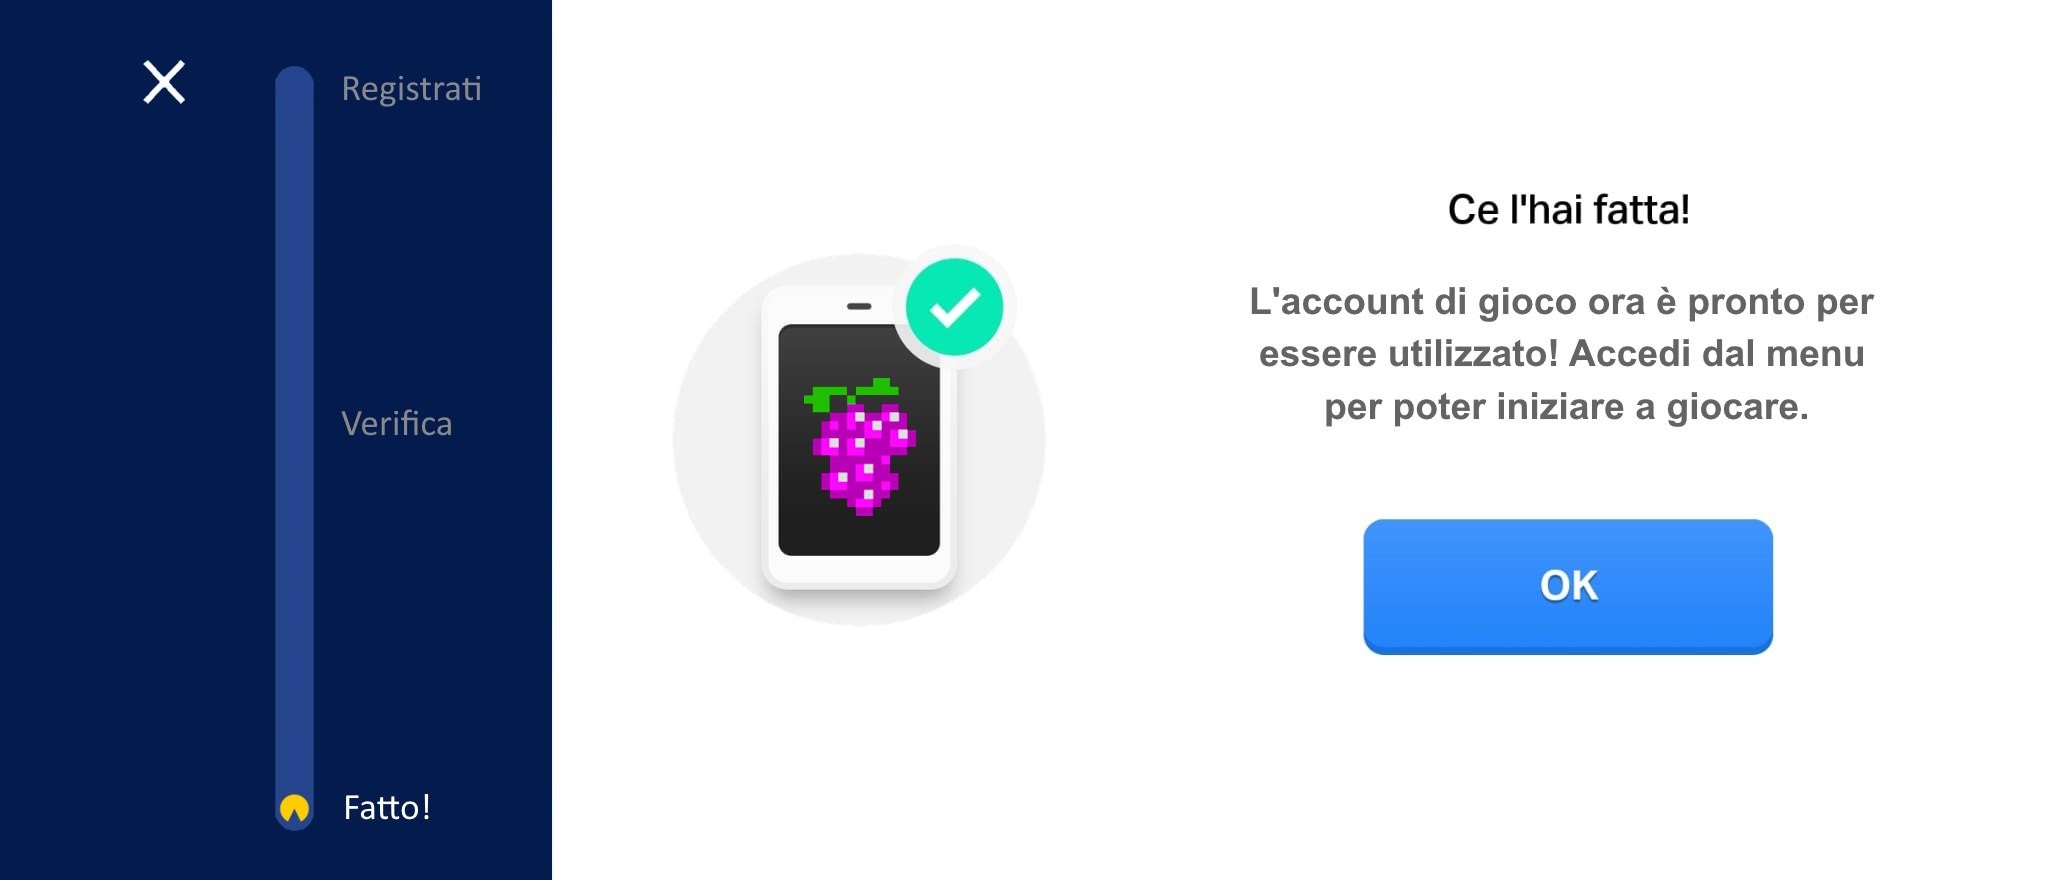 Registrati
Verifica
Fatto!
Ce l'hai fatta!
L'account di gioco ora è pronto per
essere utilizzato! Accedi dal menu
per poter iniziare a giocare.
OK